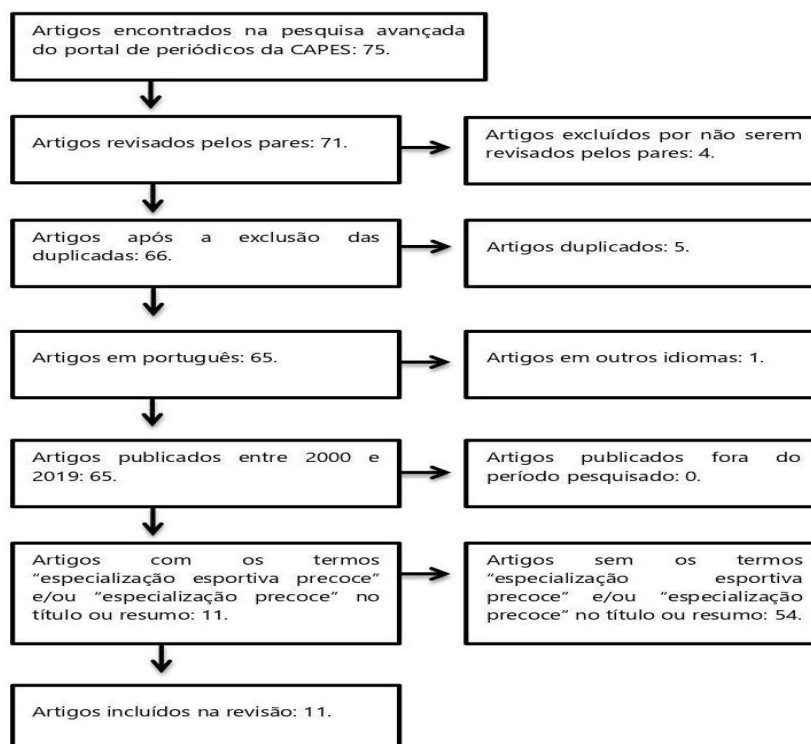 Artigos encontrados na pesquisa avançada
do portal de periódicos da CAPES: 75.
Artigos revisados pelos pares: 71.
Artigos excluídos por não serem
revisados pelos pares: 4.
Artigos após a exclusão das
duplicadas: 66.
Artigos duplicados: 5.
Artigos em português: 65.
Artigos em outros idiomas: 1.
Artigos publicados entre 2000 e
2019: 65.
Artigos publicados fora do
período pesquisado: 0.
Artigos com os termos
“especialização esportiva precoce”
e/ou “especialização precoce” no
título ou resumo: 11.
Artigos sem os termos
“especialização esportiva
precoce” e/ou “especialização
precoce” no título ou resumo: 54.
Artigos incluídos na revisão: 11.